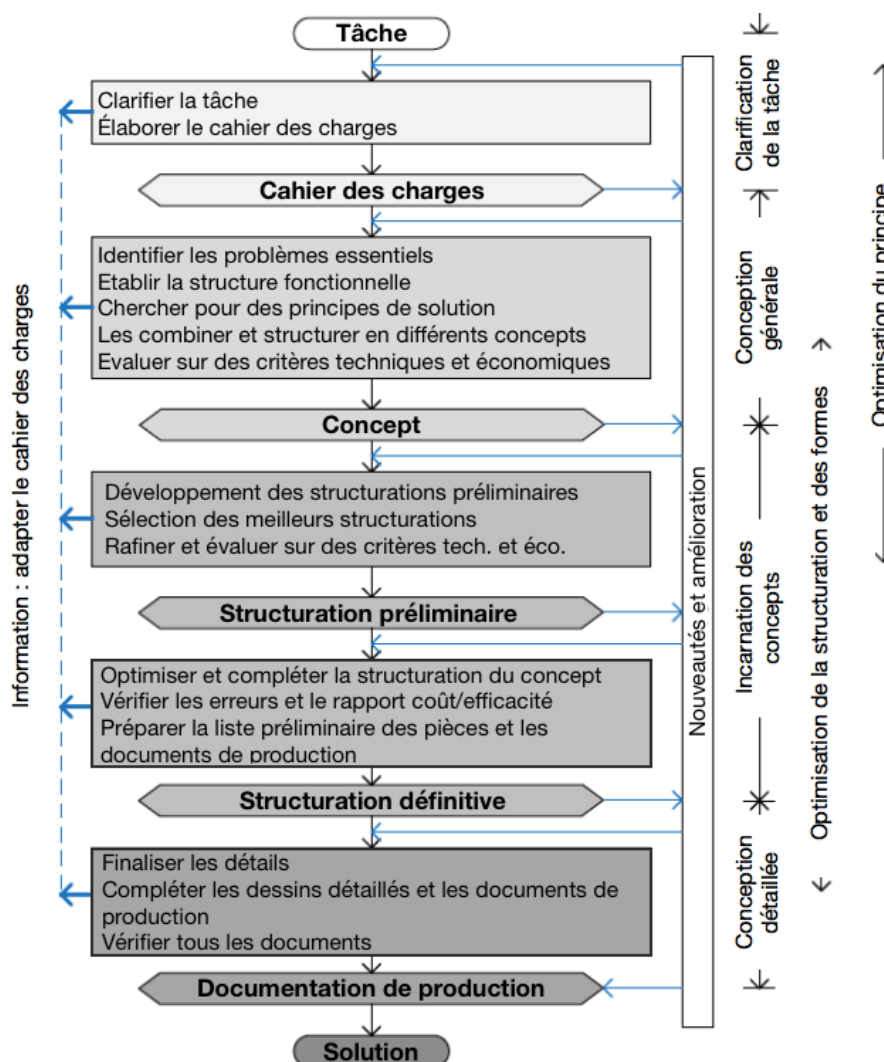 Tâche
Clarifier la tâche
Élaborer le cahier des charges
Cahier des charges
Identifier les problèmes essentiels
Etablir la structure fonctionnelle
Chercher pour des principes de solution
Les combiner et structurer en différents concepts
Evaluer sur des critères techniques et économiques
Concept
Développement des structurations préliminaires
Sélection des meilleurs structurations
Rafiner et évaluer sur des critères tech. et éco.
Structuration préliminaire
Optimiser et compléter la structuration du concept
Vérifier les erreurs et le rapport coût/efficacité
Préparer la liste préliminaire des pièces et les
documents de production
Structuration définitive
Finaliser les détails
Compléter les dessins détaillés et les documents de
production
Vérifier tous les documents
Documentation de production
Solution
Information : adapter le cahier des charges
Nouveautés et amélioration
Clarification
de la tâche
Conception
générale
Incarnation des
concepts
Conception
détaillée
Optimisation de la structuration et des formes
Optimisation du principe